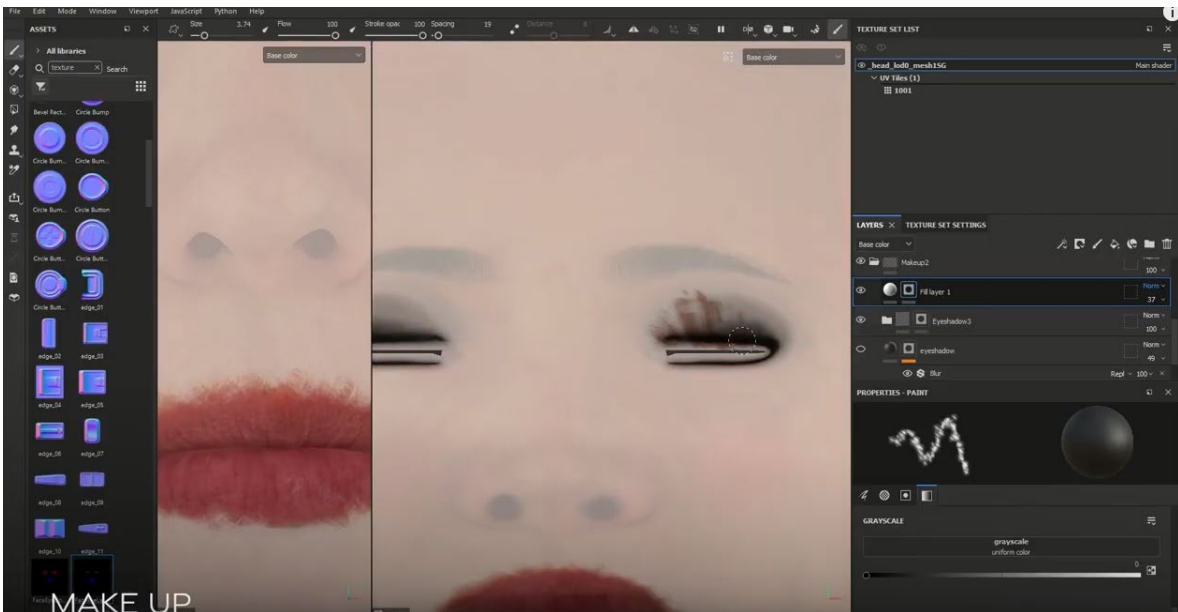 File Edit Mode Window Viewport JavaScript Python Help
Size 3.74 Flow 100 Stroke opac 100 Spacing 19 Distance 8
ASSETS
All libraries
texture Search
Bevel Rect... Circle Bump
Circle Bum... Circle Bum...
Circle Bum... Circle Button
Circle Butt... Circle Butt...
Circle Butt... edge_01
edge_02 edge_03
edge_04 edge_05
edge_06 edge_07
edge_08 edge_09
edge_10 edge_11
MAKE UP
Base color
Base color
TEXTURE SET LIST
_head_lod0_mesh1SG Main shader
UV Tiles (1)
1001
LAYERS TEXTURE SET SETTINGS
Base color
Makeup2
100
Fill layer 1 Norm
37
Eyeshadow3 Norm
100
eyeshadow Norm
49
Blur Repl 100
PROPERTIES - PAINT
GRAYSCALE
grayscale
uniform color
0